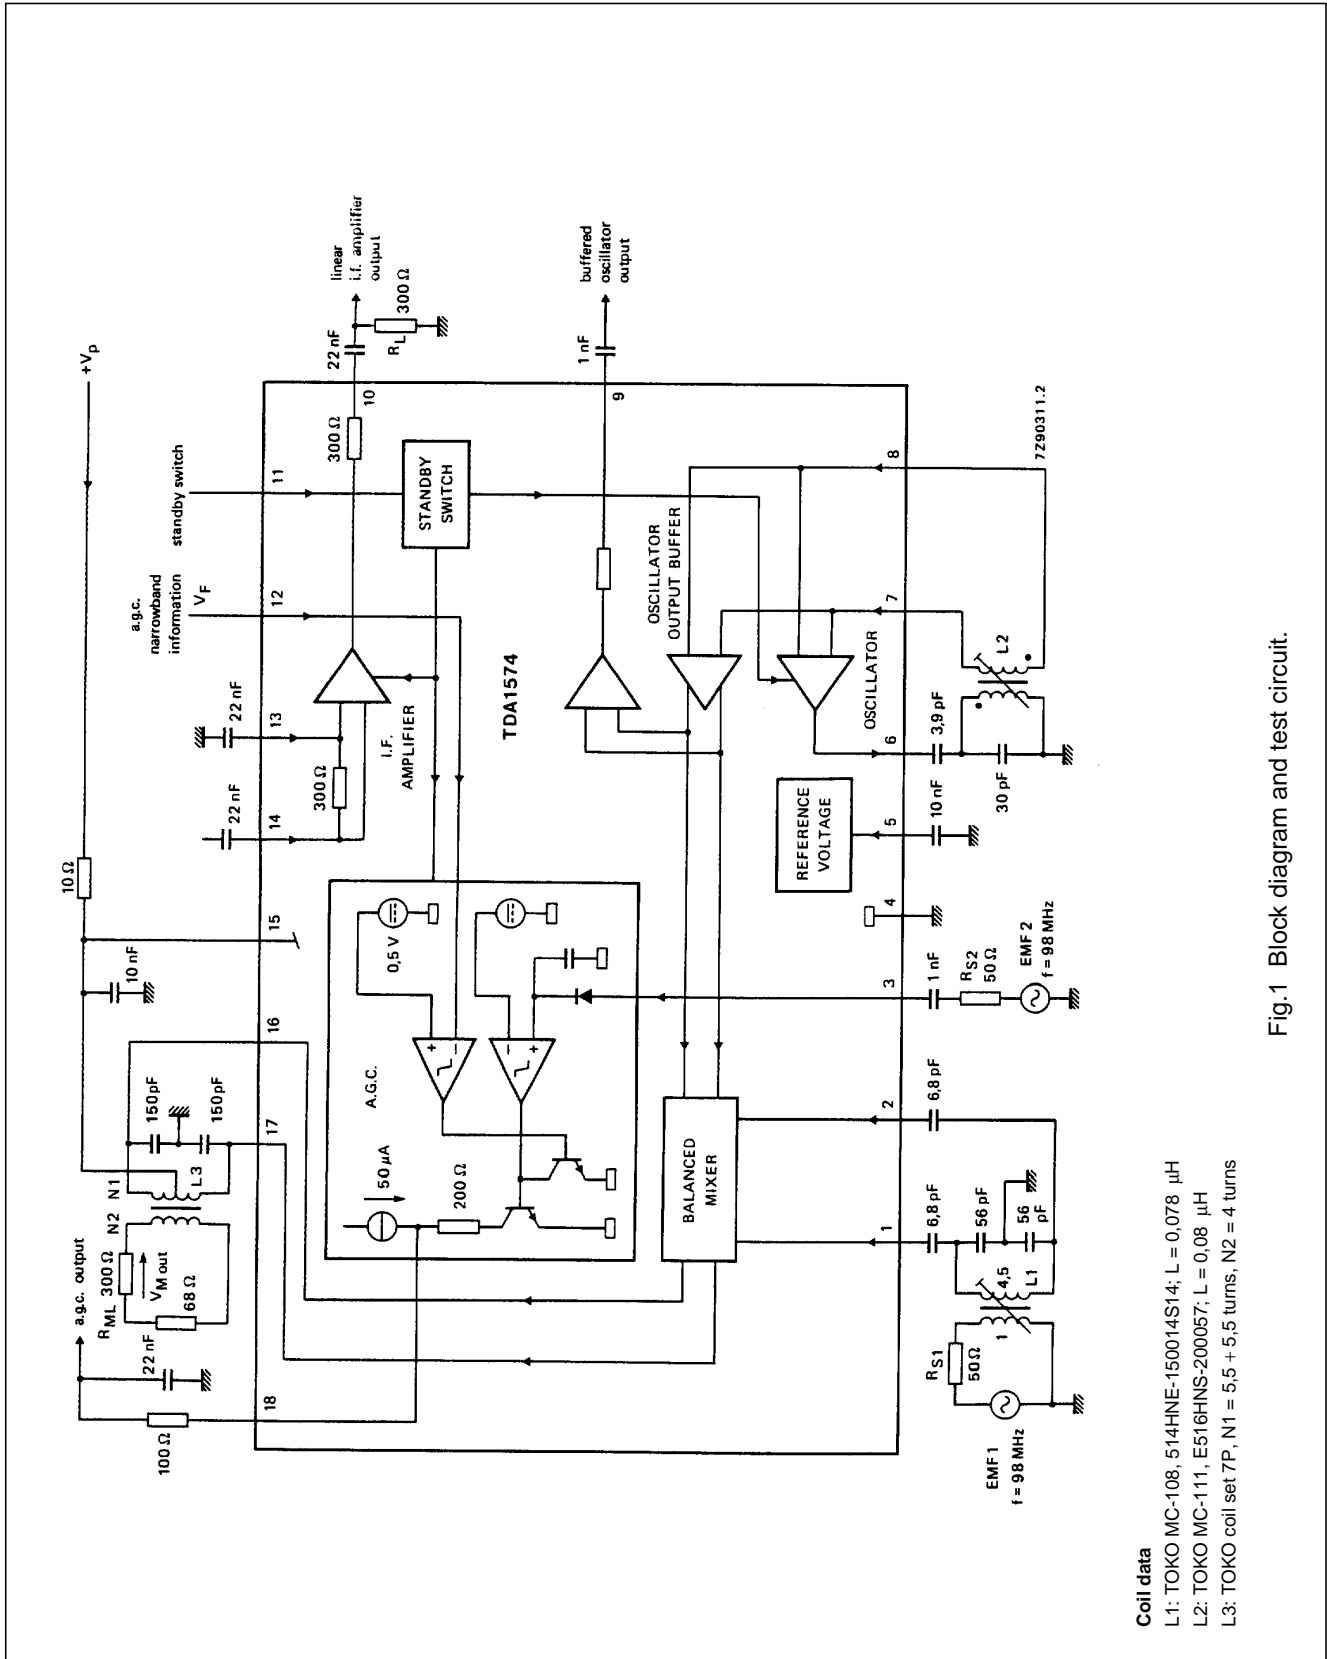 +Vp
10 Ω
10 nF
a.g.c. output
RML 300 Ω
VM out
68 Ω
N2
N1
L3
150 pF
150 pF
22 nF
100 Ω
18
17
16
15
22 nF
14
22 nF
13
a.g.c.
narrowband
information
VF
12
standby switch
11
22 nF
10
linear
i.f. amplifier
output
RL
300 Ω
300 Ω
300 Ω
I.F.
AMPLIFIER
STANDBY
SWITCH
TDA1574
A.G.C.
50 µA
200 Ω
0,5 V
+
−
−
+
OSCILLATOR
OUTPUT BUFFER
1 nF
9
buffered
oscillator
output
BALANCED
MIXER
REFERENCE
VOLTAGE
OSCILLATOR
1
2
3
4
5
6
7
8
6,8 pF
6,8 pF
56 pF
56
pF
4,5
L1
1
RS1
50 Ω
EMF 1
f = 98 MHz
1 nF
RS2
50 Ω
EMF 2
f = 98 MHz
10 nF
3,9 pF
30 pF
L2
7Z90311.2
Coil data
L1: TOKO MC-108, 514HNE-150014S14; L = 0,078 µH
L2: TOKO MC-111, E516HNS-200057; L = 0,08 µH
L3: TOKO coil set 7P, N1 = 5,5 + 5,5 turns, N2 = 4 turns
Fig.1 Block diagram and test circuit.